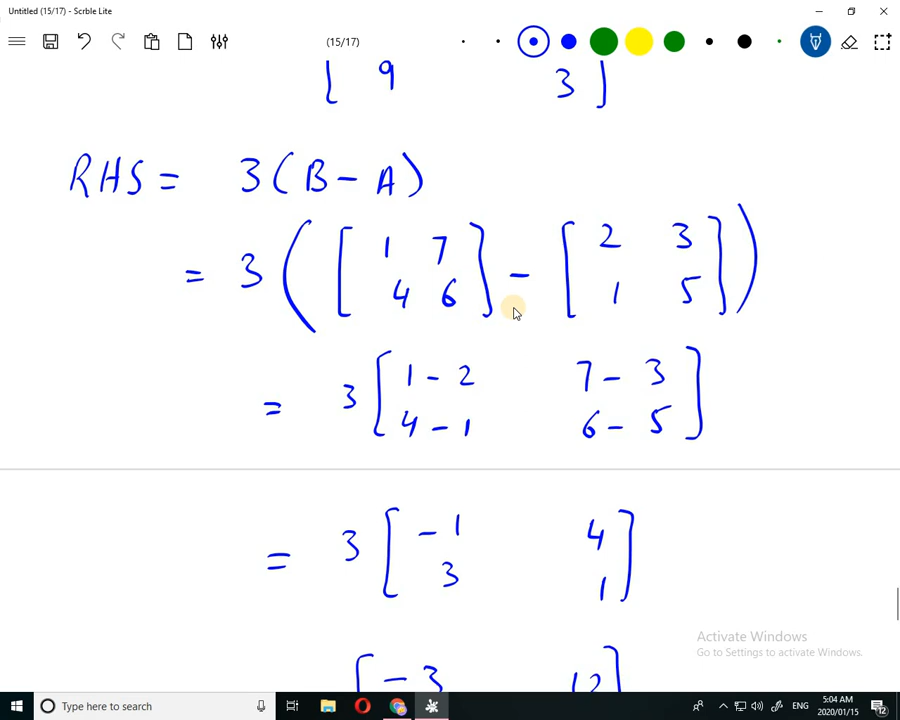 Untitled (15/17) - Scrble Lite
(15/17)
[ 9 3 ]
RHS = 3(B - A)
= 3 ( [ 1 7 ] - [ 2 3 ] )
4 6 1 5
= 3 [ 1 - 2 7 - 3 ]
4 - 1 6 - 5
= 3 [ -1 4 ]
3 1
[ -3 12 ]
Activate Windows
Go to Settings to activate Windows.
Type here to search
ENG
5:04 AM
2020/01/15
12